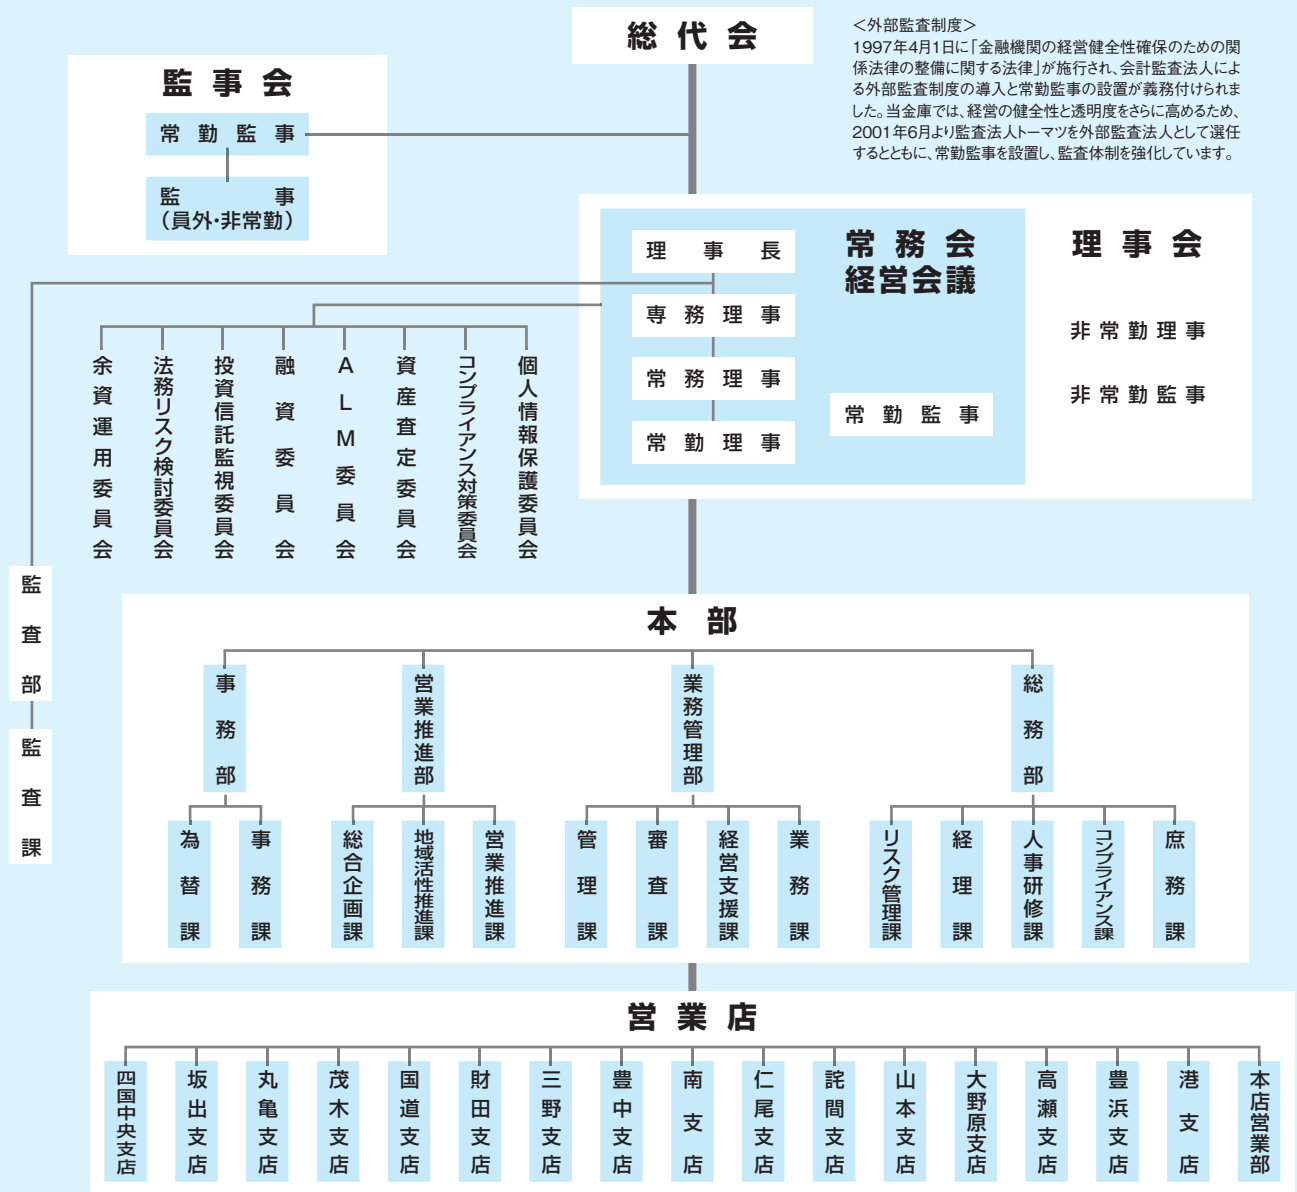 総代会
＜外部監査制度＞
1997年4月1日に「金融機関の経営健全性確保のための関
係法律の整備に関する法律」が施行され、会計監査法人によ
る外部監査制度の導入と常勤監事の設置が義務付けられま
した。当金庫では、経営の健全性と透明度をさらに高めるため、
2001年6月より監査法人トーマツを外部監査法人として選任
するとともに、常勤監事を設置し、監査体制を強化しています。
監事会
常勤監事
監事
（員外・非常勤）
理事長
専務理事
常務理事
常勤理事
常務会
経営会議
常勤監事
理事会
非常勤理事
非常勤監事
余資運用委員会
法務リスク検討委員会
投資信託監視委員会
融資委員会
ALM委員会
資産査定委員会
コンプライアンス対策委員会
個人情報保護委員会
監査部
監査課
本部
事務部
営業推進部
業務管理部
総務部
為替課
事務課
総合企画課
地域活性推進課
営業推進課
管理課
審査課
経営支援課
業務課
リスク管理課
経理課
人事研修課
コンプライアンス課
庶務課
営業店
四国中央支店
坂出支店
丸亀支店
茂木支店
国道支店
財田支店
三野支店
豊中支店
南支店
仁尾支店
詫間支店
山本支店
大野原支店
高瀬支店
豊浜支店
港支店
本店営業部